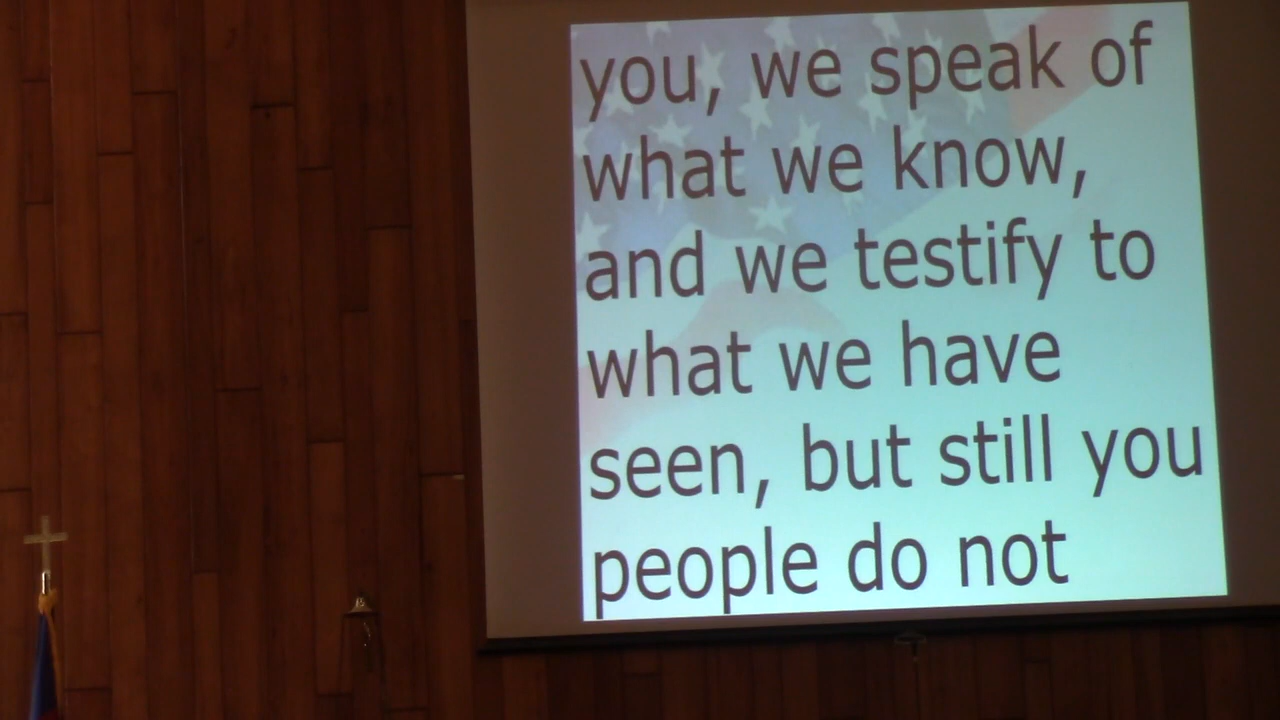 you, we speak of
what we know,
and we testify to
what we have
seen, but still you
people do not